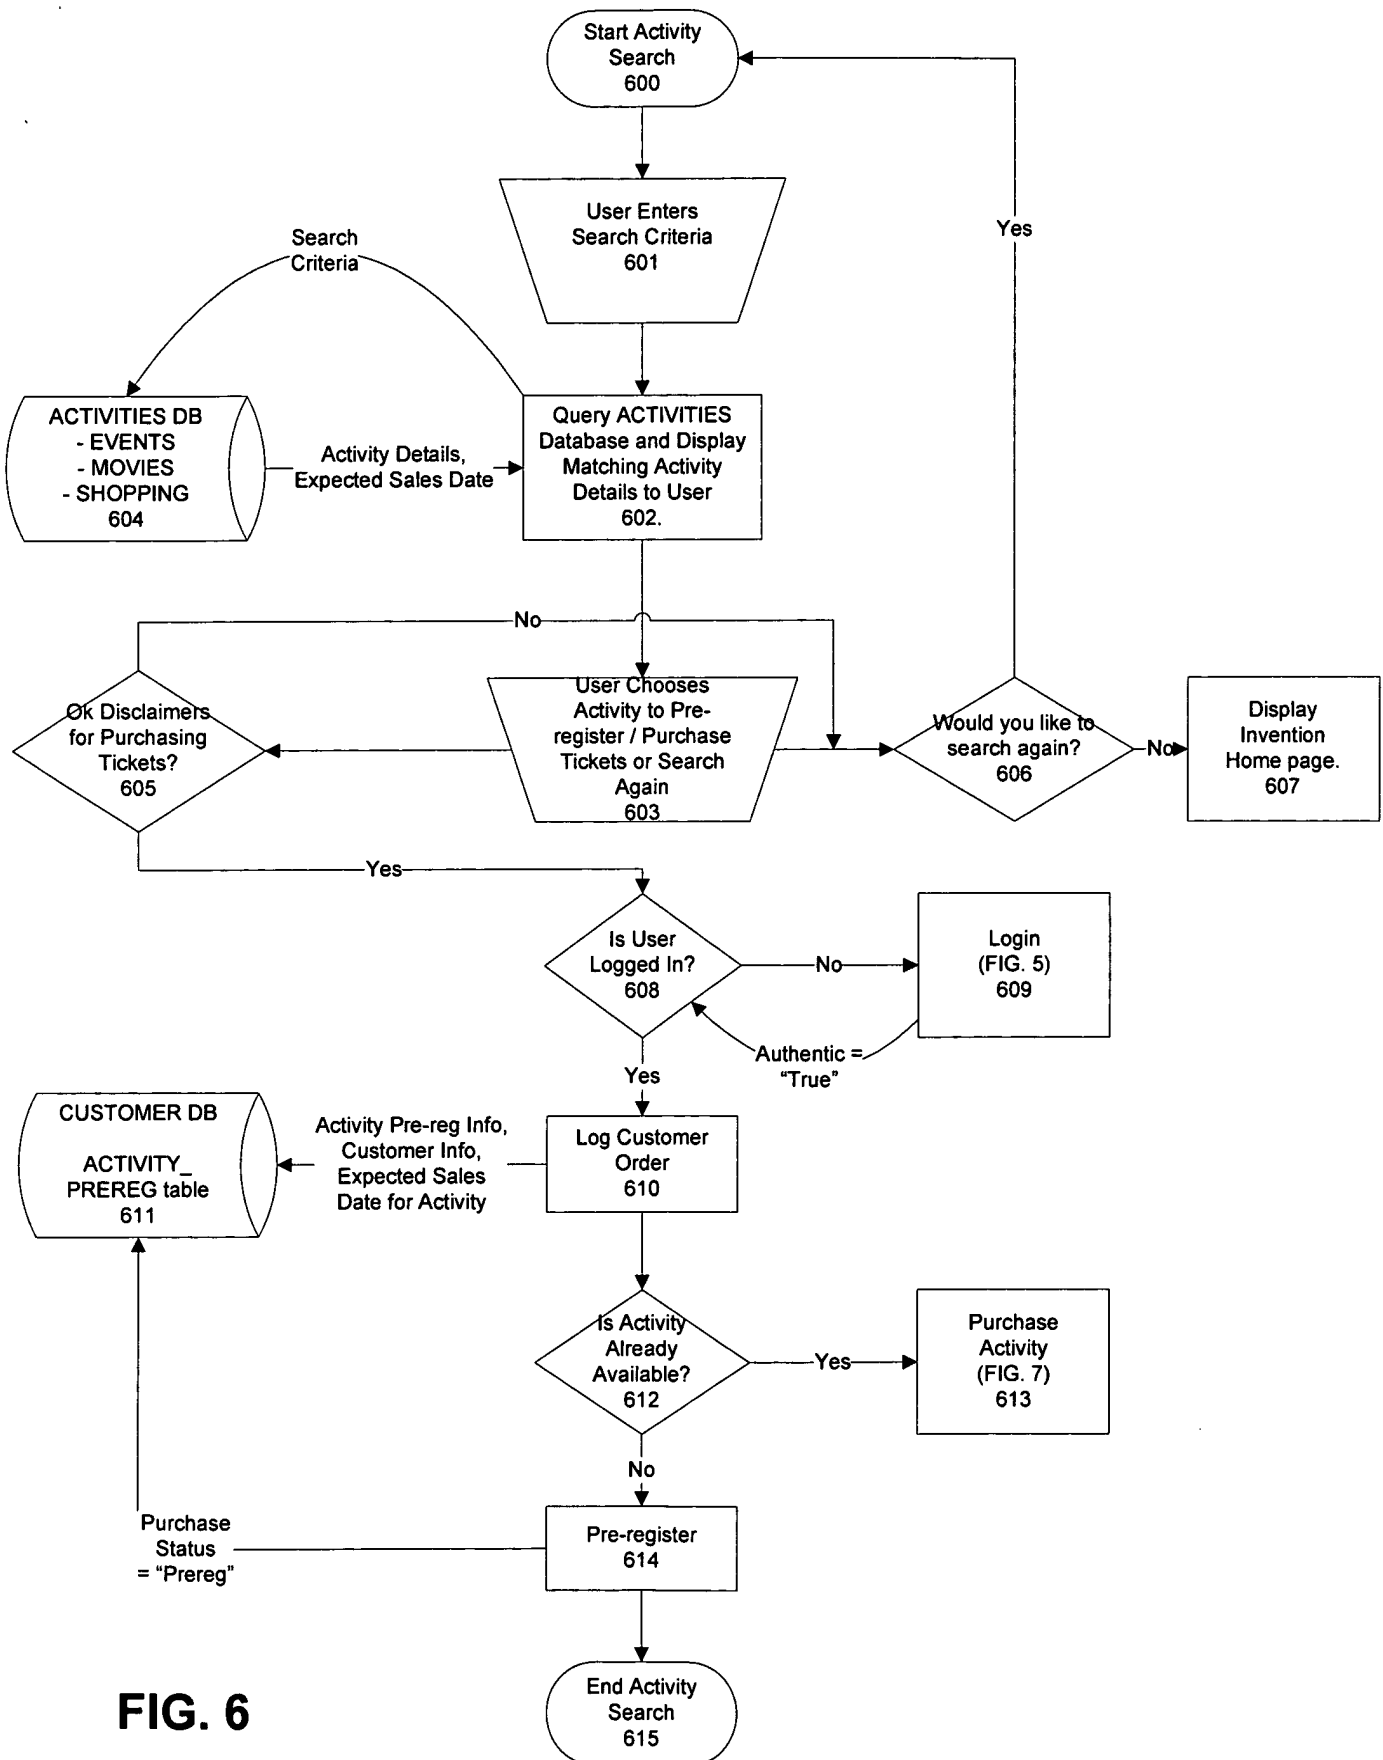 Start Activity
Search
600
User Enters
Search Criteria
601
Yes
Search
Criteria
ACTIVITIES DB
- EVENTS
- MOVIES
- SHOPPING
604
Activity Details,
Expected Sales Date
Query ACTIVITIES
Database and Display
Matching Activity
Details to User
602.
No
Ok Disclaimers
for Purchasing
Tickets?
605
User Chooses
Activity to Pre-
register / Purchase
Tickets or Search
Again
603
Would you like to
search again?
606
No
Display
Invention
Home page.
607
Yes
Is User
Logged In?
608
No
Login
(FIG. 5)
609
Authentic =
"True"
Yes
CUSTOMER DB
ACTIVITY_
PREREG table
611
Activity Pre-reg Info,
Customer Info,
Expected Sales
Date for Activity
Log Customer
Order
610
Is Activity
Already
Available?
612
Yes
Purchase
Activity
(FIG. 7)
613
No
Purchase
Status
= "Prereg"
Pre-register
614
End Activity
Search
615
FIG. 6